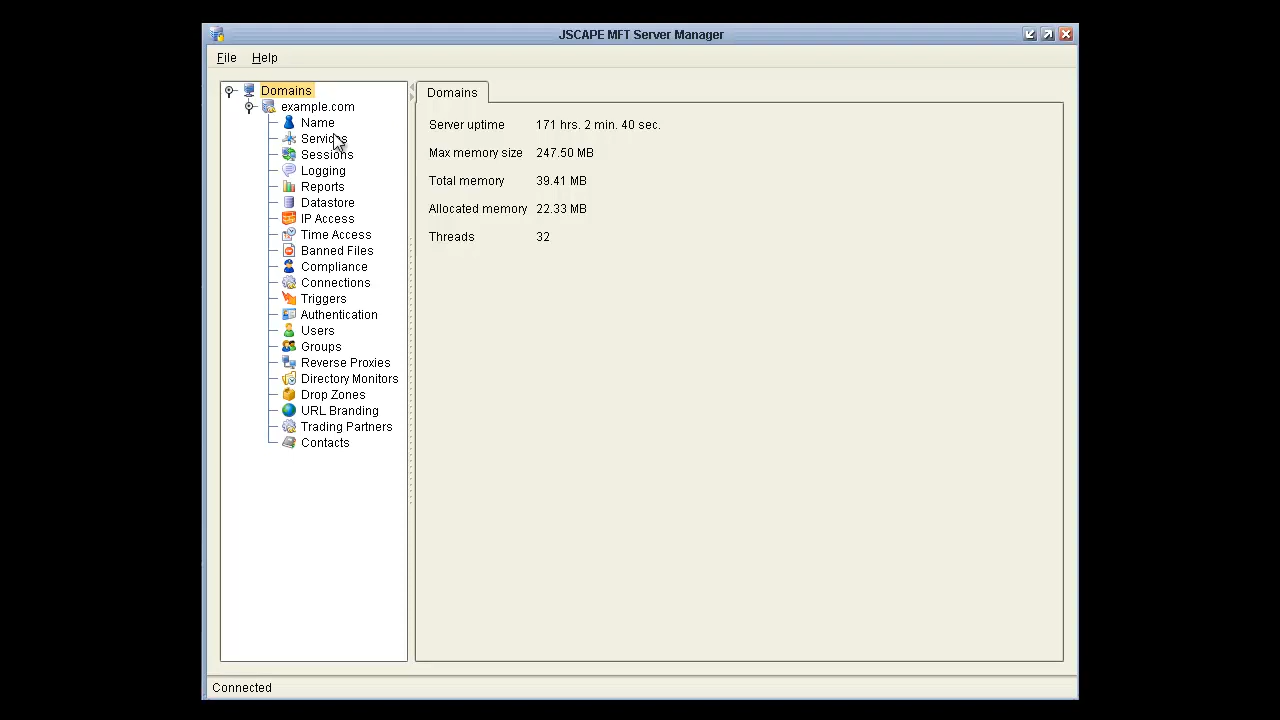 JSCAPE MFT Server Manager
File Help
Domains
example.com
Name
Services
Sessions
Logging
Reports
Datastore
IP Access
Time Access
Banned Files
Compliance
Connections
Triggers
Authentication
Users
Groups
Reverse Proxies
Directory Monitors
Drop Zones
URL Branding
Trading Partners
Contacts
Domains
Server uptime 171 hrs. 2 min. 40 sec.
Max memory size 247.50 MB
Total memory 39.41 MB
Allocated memory 22.33 MB
Threads 32
Connected